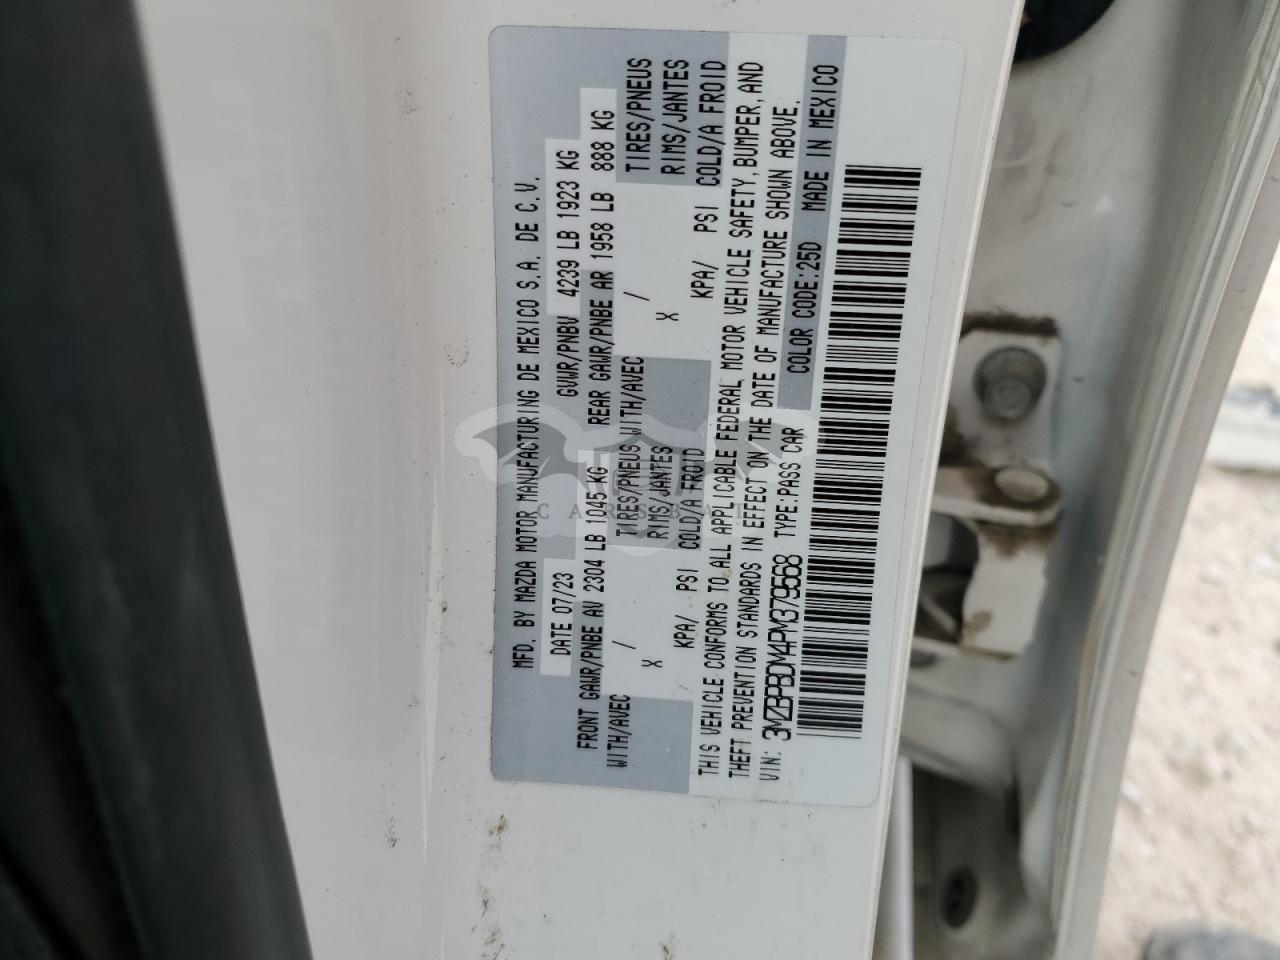 MFD. BY MAZDA MOTOR MANUFACTURING DE MEXICO S.A. DE C.V.
DATE 07/23 GVWR/PNBV 4239 LB 1923 KG
FRONT GAWR/PNBE AV 2304 LB 1045 KG REAR GAWR/PNBE AR 1958 LB 888 KG
WITH/AVEC / TIRES/PNEUS WITH/AVEC / TIRES/PNEUS
X RIMS/JANTES X RIMS/JANTES
KPA/ PSI COLD/A FROID KPA/ PSI COLD/A FROID
THIS VEHICLE CONFORMS TO ALL APPLICABLE FEDERAL MOTOR VEHICLE SAFETY, BUMPER, AND
THEFT PREVENTION STANDARDS IN EFFECT ON THE DATE OF MANUFACTURE SHOWN ABOVE.
VIN: 3MZBPBDM4PM379568 TYPE:PASS CAR COLOR CODE:25D MADE IN MEXICO
CARSBAT